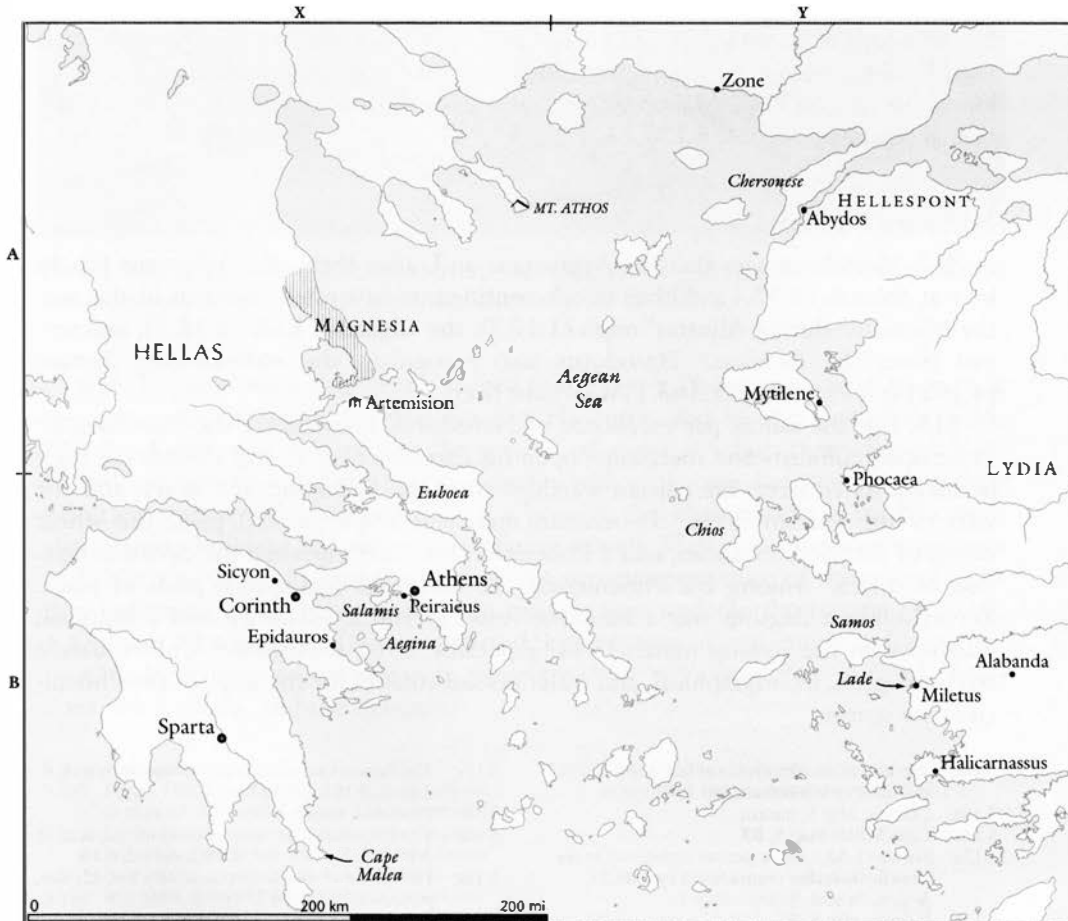 X
Y
Zone
Chersonese
HELLESPONT
MT. ATHOS
Abydos
A
MAGNESIA
HELLAS
Aegean
Sea
Mytilene
Artemision
LYDIA
Phocaea
Euboea
Chios
Sicyon
Athens
Corinth
Salamis
Peiraieus
Epidauros
Aegina
Samos
Alabanda
B
Lade
Miletus
Sparta
Halicarnassus
Cape
Malea
0
200 km
200 mi